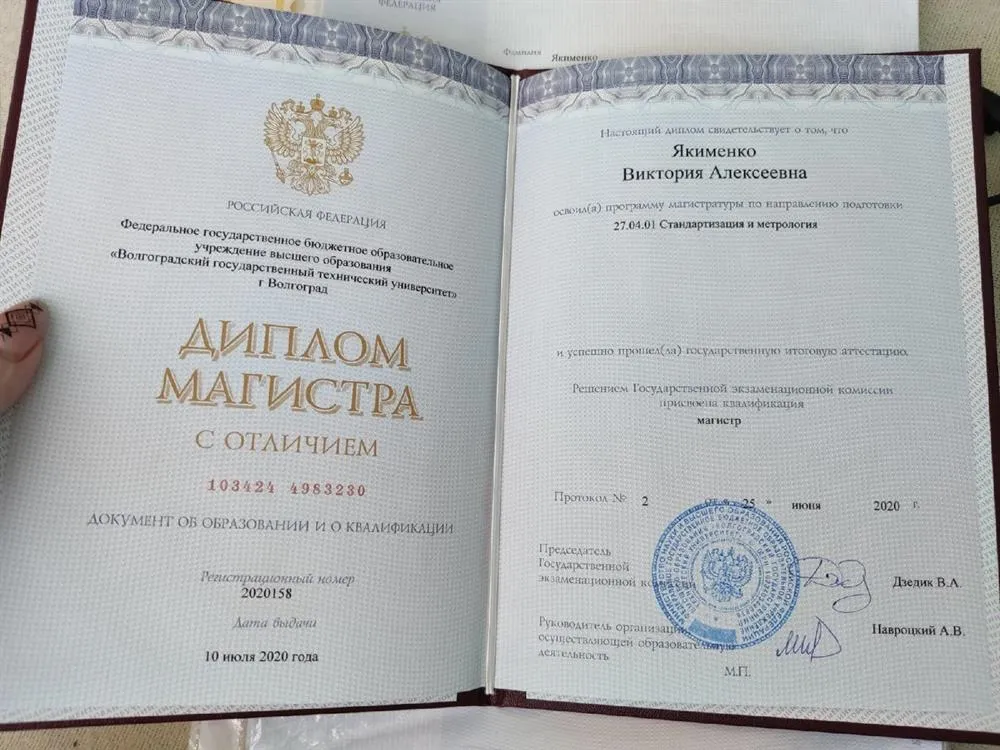 ФЕДЕРАЦИЯ
Фамилия Якименко
РОССИЙСКАЯ ФЕДЕРАЦИЯ
Федеральное государственное бюджетное образовательное
учреждение высшего образования
«Волгоградский государственный технический университет»
г Волгоград
ДИПЛОМ
МАГИСТРА
С ОТЛИЧИЕМ
103424 4983230
ДОКУМЕНТ ОБ ОБРАЗОВАНИИ И О КВАЛИФИКАЦИИ
Регистрационный номер
2020158
Дата выдачи
10 июля 2020 года
Настоящий диплом свидетельствует о том, что
Якименко
Виктория Алексеевна
освоил(а) программу магистратуры по направлению подготовки
27.04.01 Стандартизация и метрология
и успешно прошел(ла) государственную итоговую аттестацию.
Решением Государственной экзаменационной комиссии
присвоена квалификация
магистр
Протокол № 2 от « 25 » июня 2020 г.
Председатель
Государственной
экзаменационной комиссии Дзедик В.А.
Руководитель организации,
осуществляющей образовательную
деятельность Навроцкий А.В.
М.П.